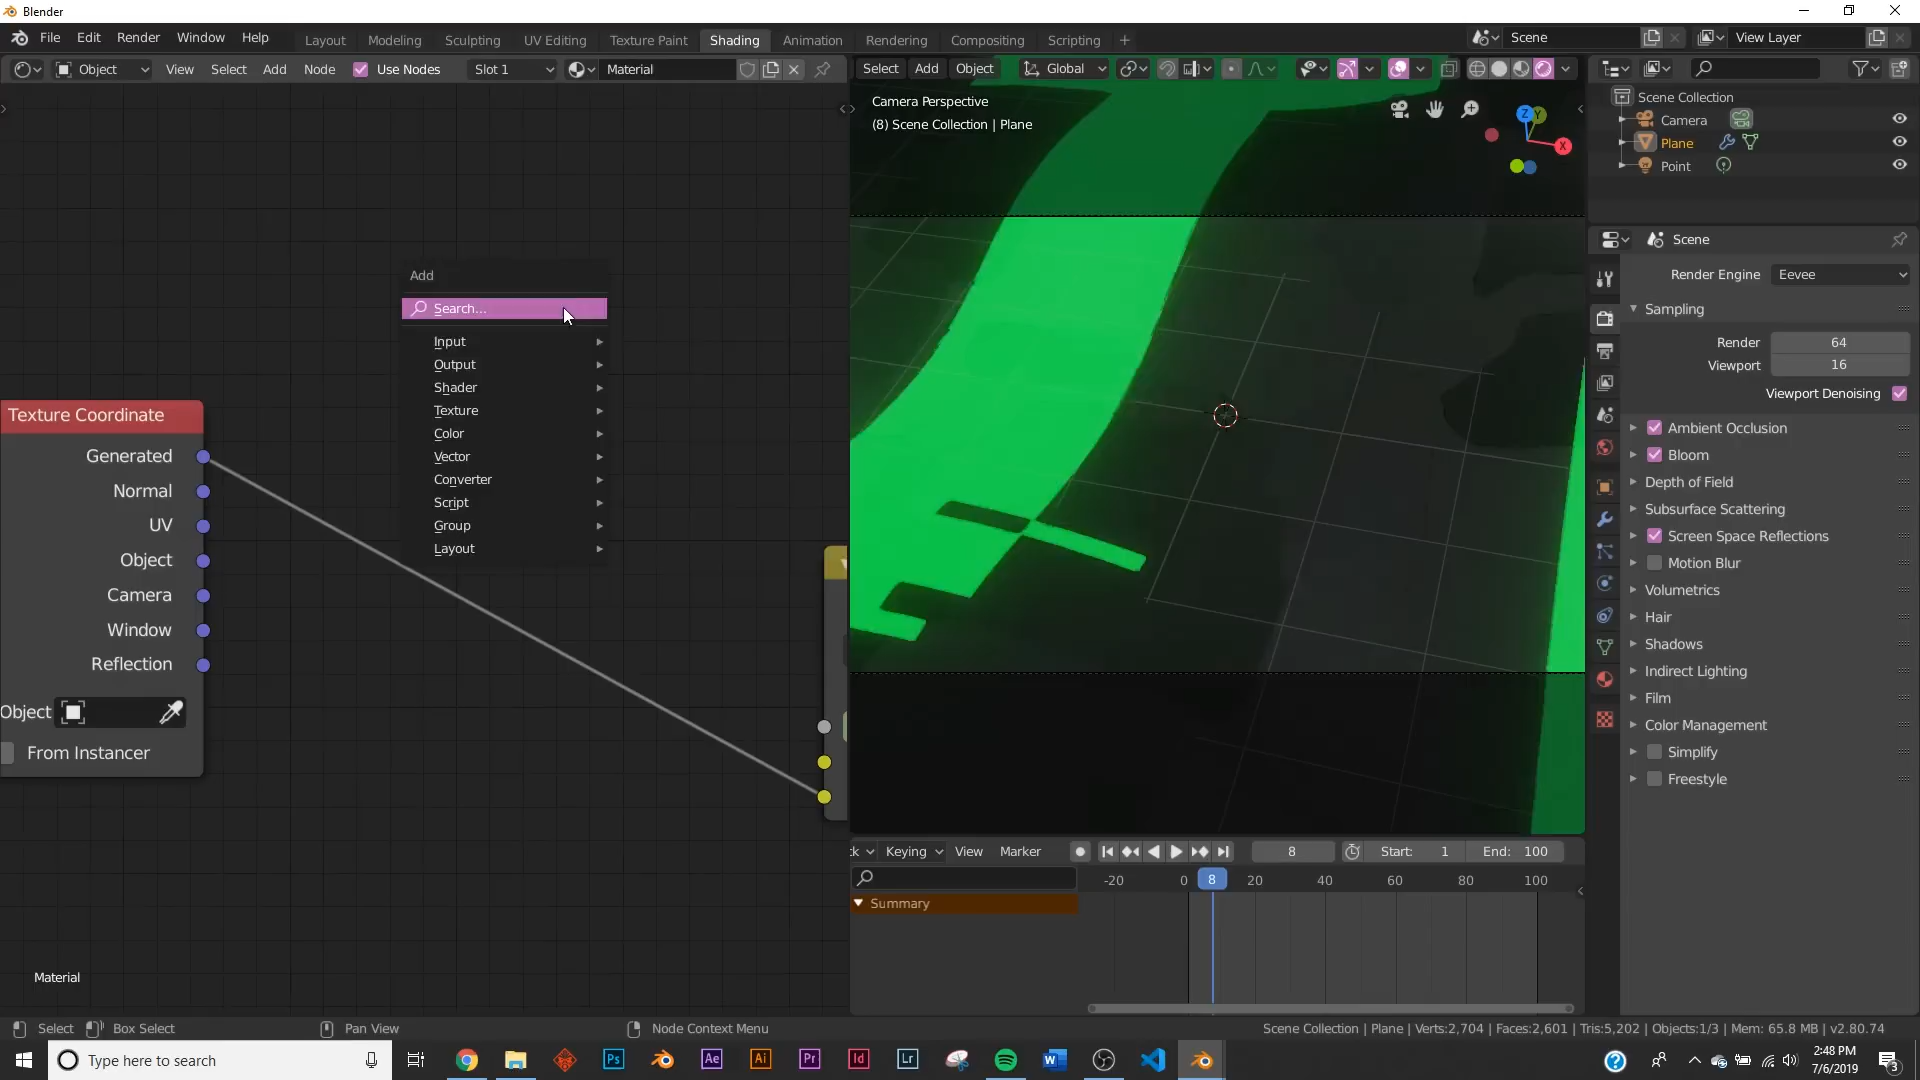 Blender
File Edit Render Window Help Layout Modeling Sculpting UV Editing Texture Paint Shading Animation Rendering Compositing Scripting Scene View Layer
Object View Select Add Node Use Nodes Slot 1 Material
Select Add Object Global
Camera Perspective
(8) Scene Collection | Plane
Z
Y
X
Scene Collection
Camera
Plane
Point
Scene
Render Engine Eevee
Sampling
Render 64
Viewport 16
Viewport Denoising
Ambient Occlusion
Bloom
Depth of Field
Subsurface Scattering
Screen Space Reflections
Motion Blur
Volumetrics
Hair
Shadows
Indirect Lighting
Film
Color Management
Simplify
Freestyle
Add
Search...
Input
Output
Shader
Texture
Color
Vector
Converter
Script
Group
Layout
Texture Coordinate
Generated
Normal
UV
Object
Camera
Window
Reflection
Object
From Instancer
Material
Keying View Marker 8 Start: 1 End: 100
-20 0 8 20 40 60 80 100
Summary
Select Box Select Pan View Node Context Menu Scene Collection | Plane | Verts:2,704 | Faces:2,601 | Tris:5,202 | Objects:1/3 | Mem: 65.8 MB | v2.80.74
Type here to search
Ps
Ae
Ai
Pr
Id
Lr
2:48 PM
7/6/2019
3